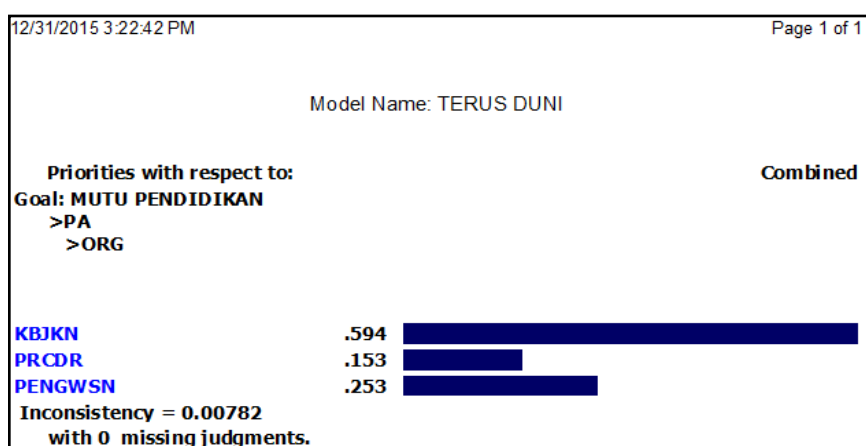 12/31/2015 3:22:42 PM Page 1 of 1
Model Name: TERUS DUNI
Priorities with respect to: Combined
Goal: MUTU PENDIDIKAN
>PA
>ORG
KBJKN .594
PRCDR .153
PENGWSN .253
Inconsistency = 0.00782
with 0 missing judgments.